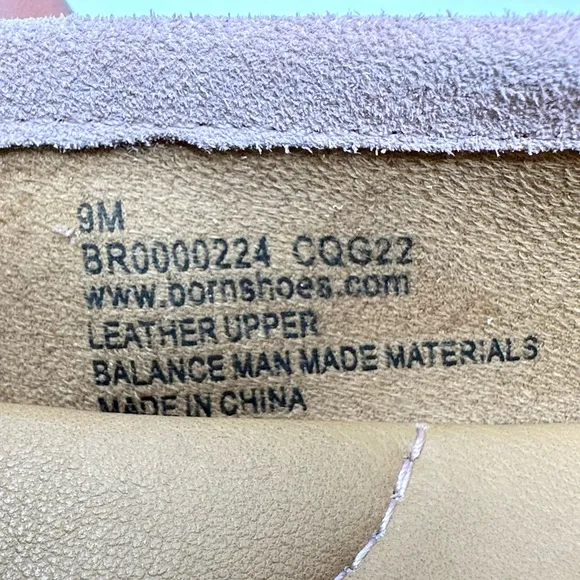 9M
BR0000224 CQG22
www.bornshoes.com
LEATHER UPPER
BALANCE MAN MADE MATERIALS
MADE IN CHINA